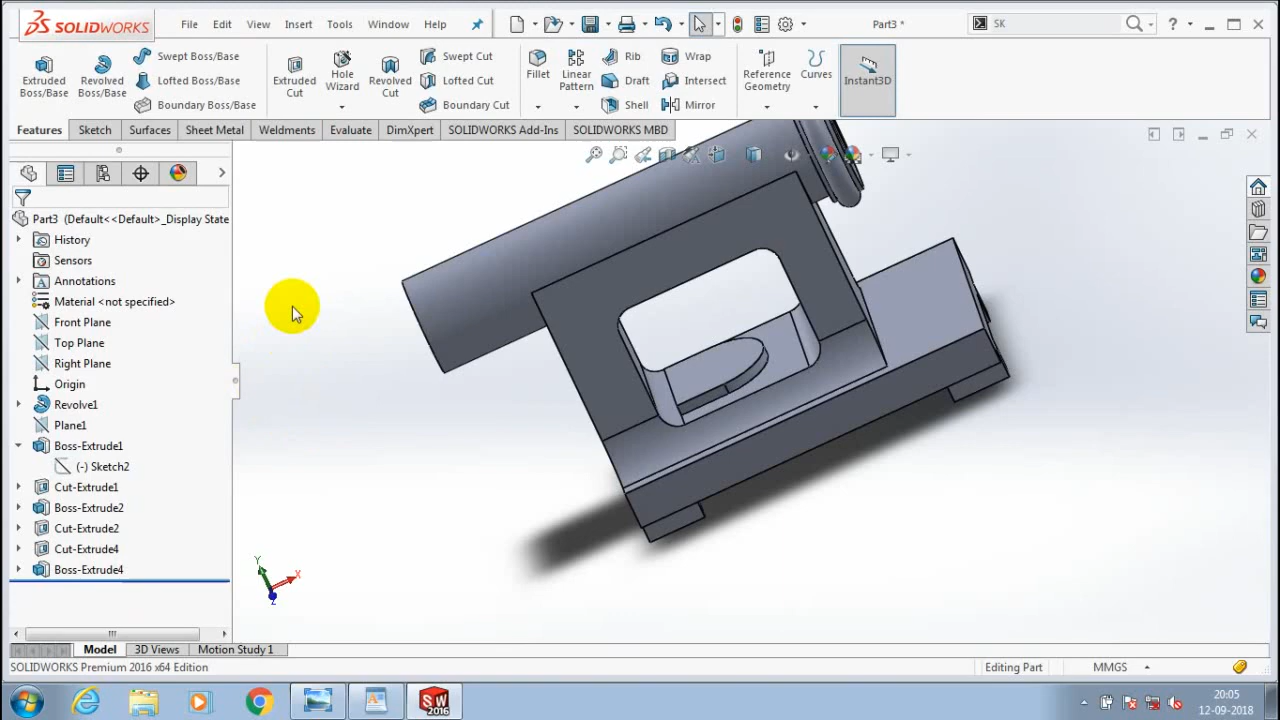 SOLIDWORKS File Edit View Insert Tools Window Help Part3 * SK ?
Extruded Boss/Base
Revolved Boss/Base
Swept Boss/Base
Lofted Boss/Base
Boundary Boss/Base
Extruded Cut
Hole Wizard
Revolved Cut
Swept Cut
Lofted Cut
Boundary Cut
Fillet
Linear Pattern
Rib
Draft
Shell
Wrap
Intersect
Mirror
Reference Geometry
Curves
Instant3D
Features Sketch Surfaces Sheet Metal Weldments Evaluate DimXpert SOLIDWORKS Add-Ins SOLIDWORKS MBD
Part3 (Default<<Default>_Display State
History
Sensors
Annotations
Material <not specified>
Front Plane
Top Plane
Right Plane
Origin
Revolve1
Plane1
Boss-Extrude1
(-) Sketch2
Cut-Extrude1
Boss-Extrude2
Cut-Extrude2
Cut-Extrude4
Boss-Extrude4
Y
X
Z
Model 3D Views Motion Study 1
SOLIDWORKS Premium 2016 x64 Edition Editing Part MMGS
SW
2016
20:05
12-09-2018